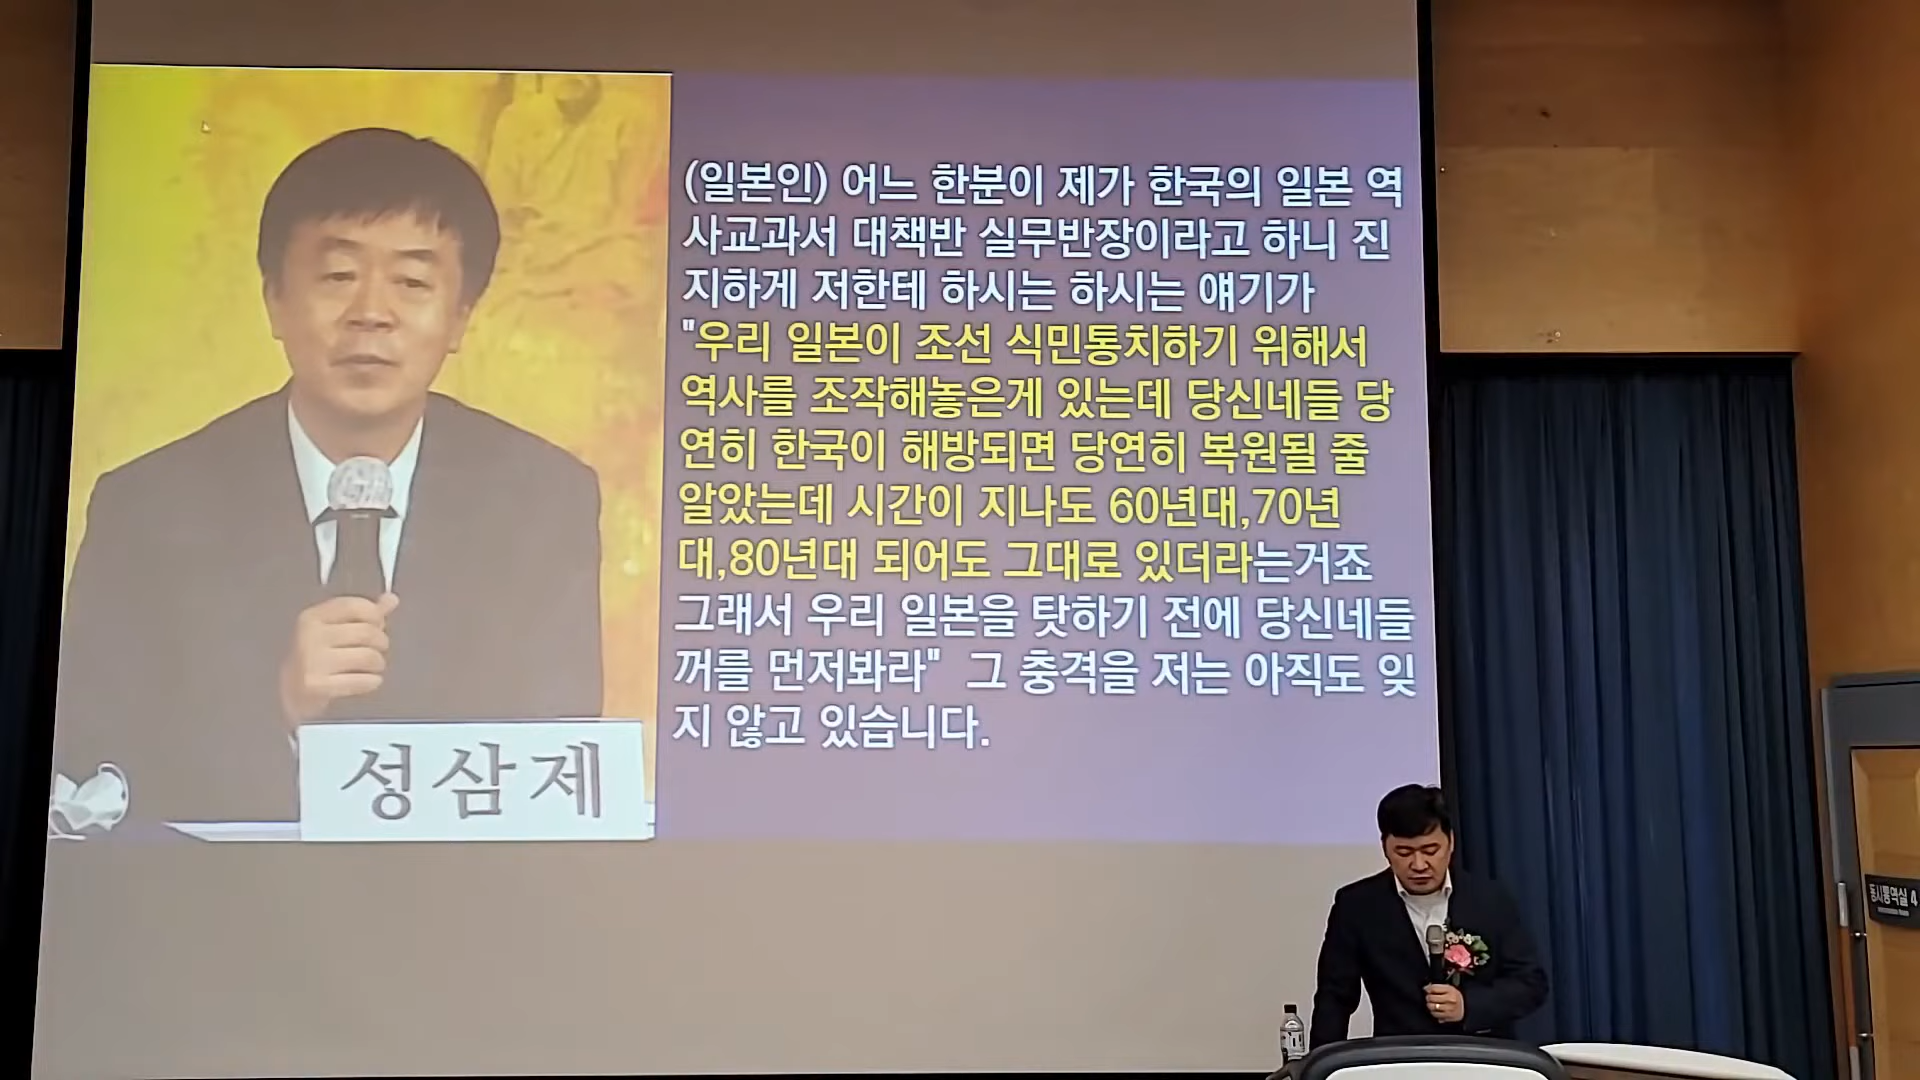 (일본인) 어느 한분이 제가 한국의 일본 역
사교과서 대책반 실무반장이라고 하니 진
지하게 저한테 하시는 하시는 얘기가
"우리 일본이 조선 식민통치하기 위해서
역사를 조작해놓은게 있는데 당신네들 당
연히 한국이 해방되면 당연히 복원될 줄
알았는데 시간이 지나도 60년대,70년
대,80년대 되어도 그대로 있더라는거죠
그래서 우리 일본을 탓하기 전에 당신네들
꺼를 먼저봐라" 그 충격을 저는 아직도 잊
지 않고 있습니다.
성삼제
동시통역실 4